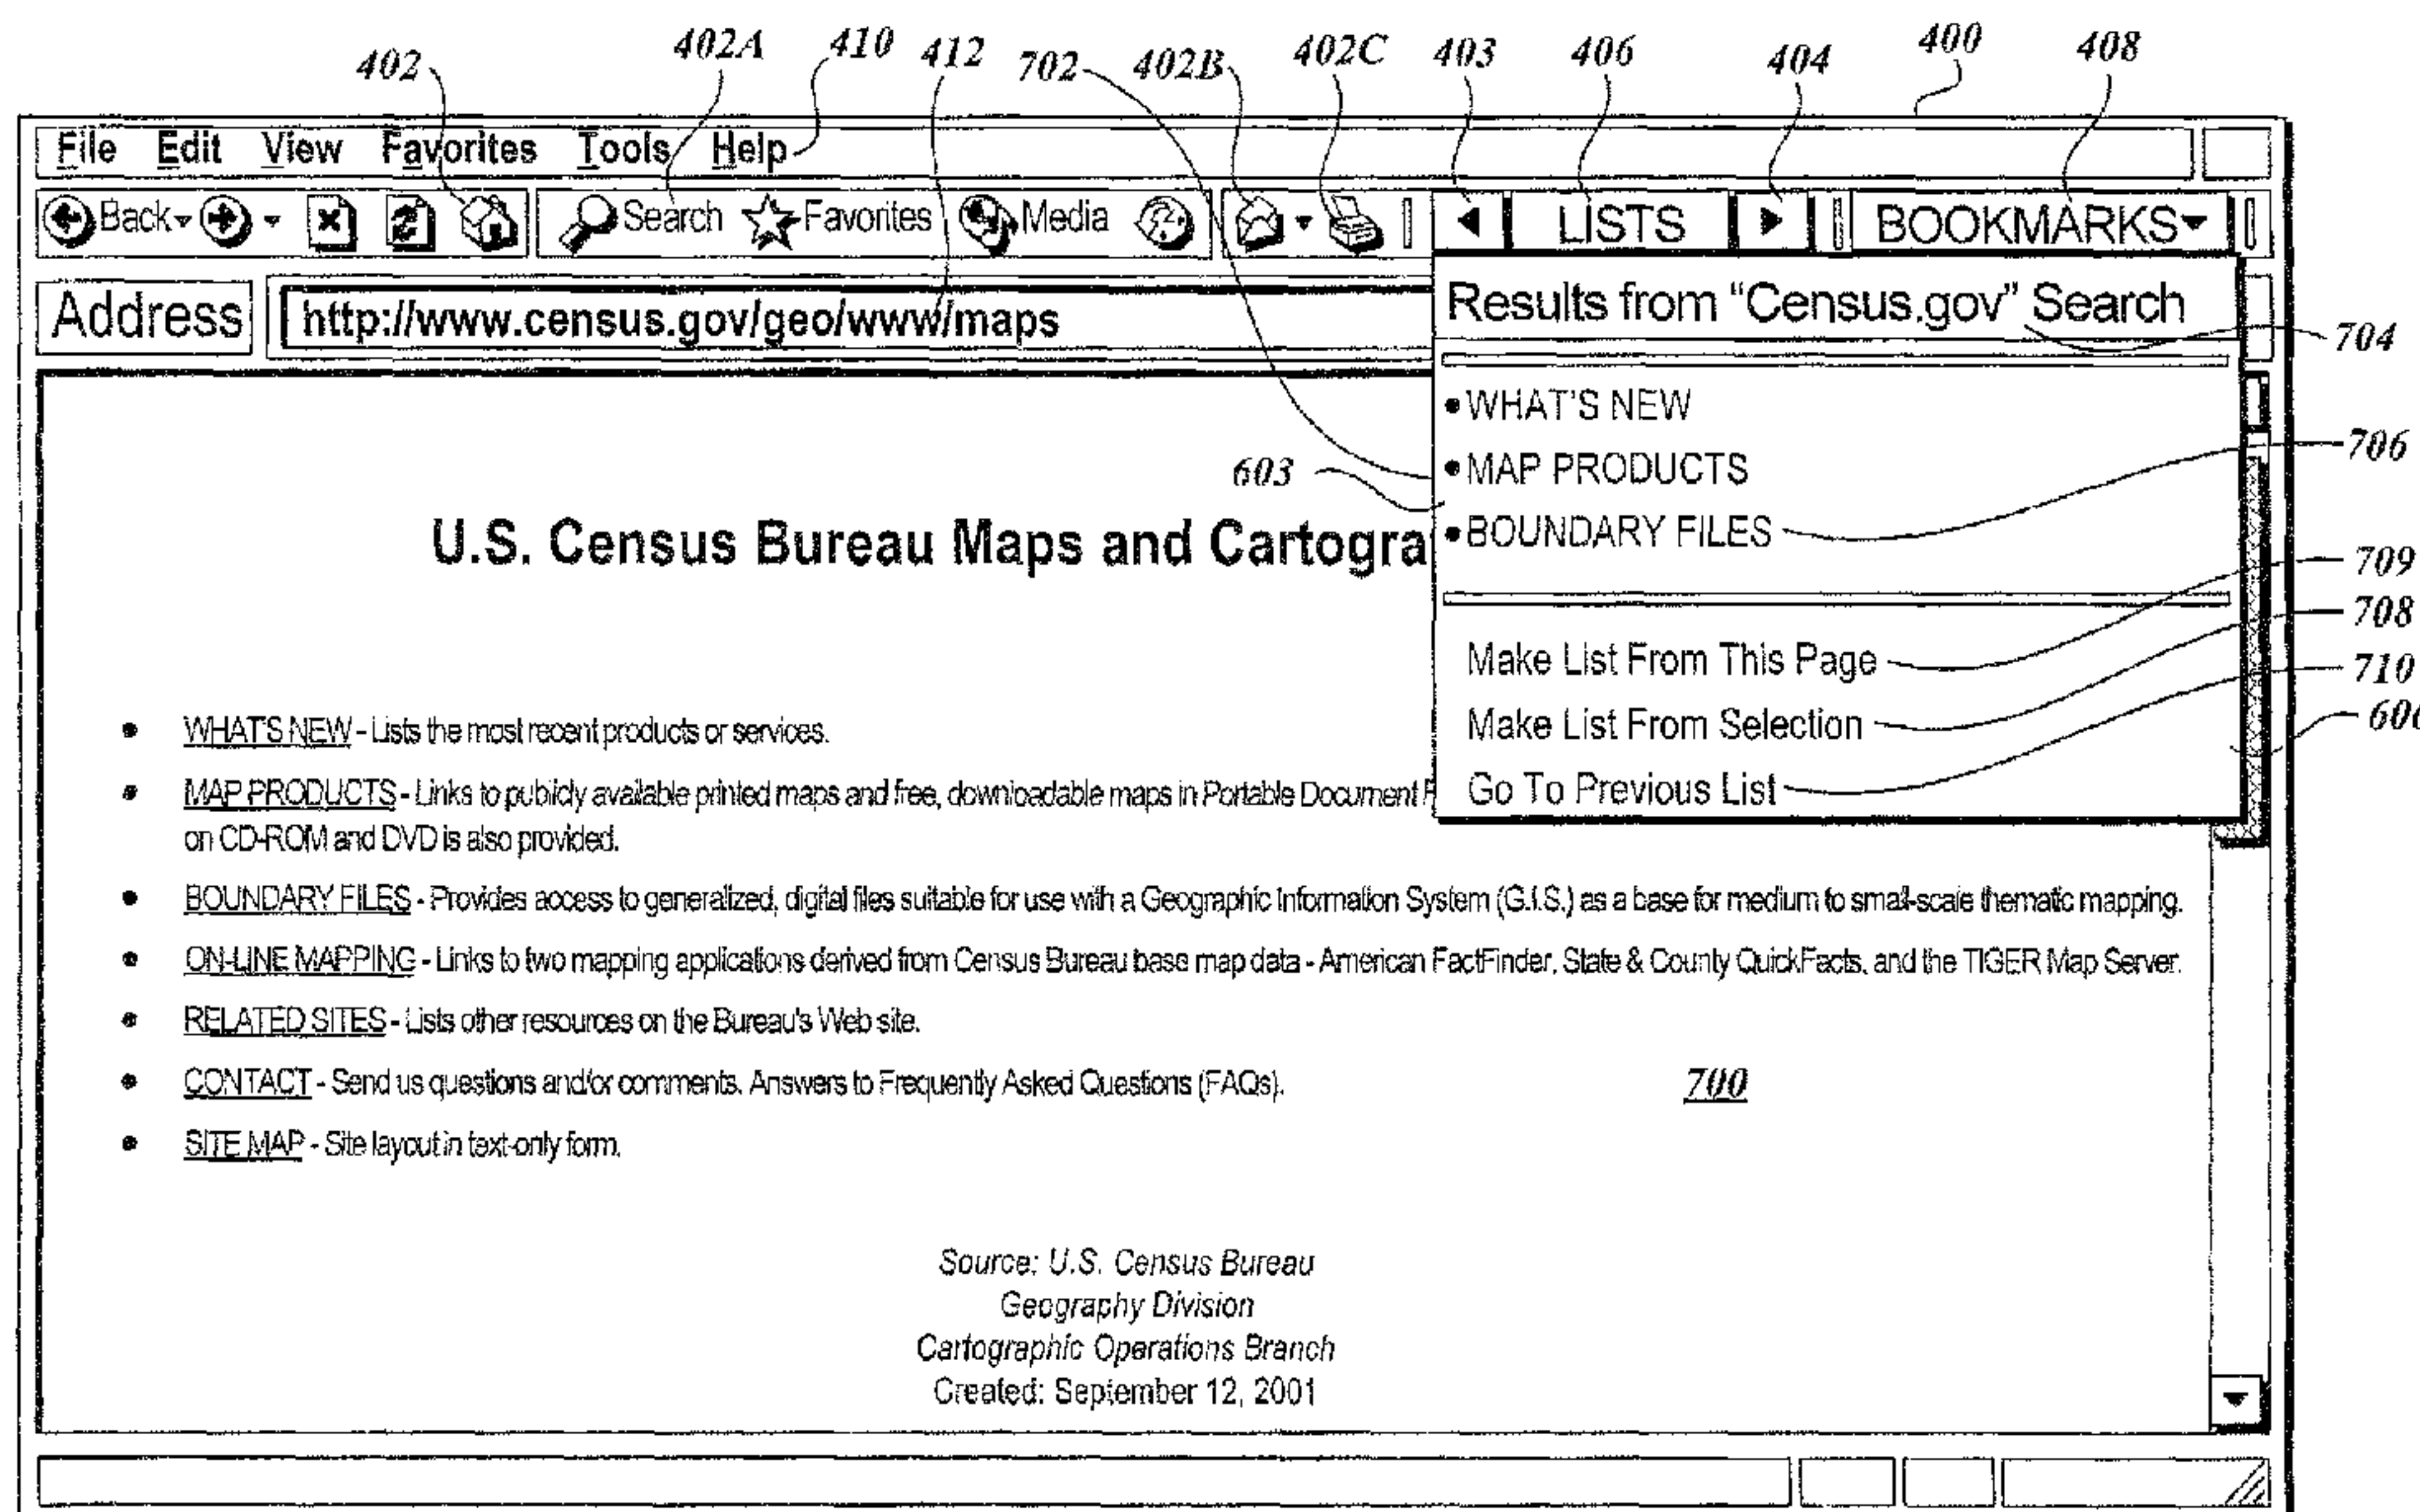 402 402A 410 412 702 402B 402C 403 406 404 400 408
File Edit View Favorites Tools Help
Back Search Favorites Media LISTS BOOKMARKS
Address http://www.census.gov/geo/www/maps
Results from “Census.gov” Search
704
• WHAT'S NEW
706
• MAP PRODUCTS
603
• BOUNDARY FILES
U.S. Census Bureau Maps and Cartogra
709
708
Make List From This Page
710
Make List From Selection
Go To Previous List
• WHAT'S NEW - Lists the most recent products or services.
• MAP PRODUCTS - Links to publicly available printed maps and free, downloadable maps in Portable Document
on CD-ROM and DVD is also provided.
• BOUNDARY FILES - Provides access to generalized, digital files suitable for use with a Geographic Information System (G.I.S.) as a base for medium to small-scale thematic mapping.
• ON-LINE MAPPING - Links to two mapping applications derived from Census Bureau base map data - American FactFinder, State & County QuickFacts, and the TIGER Map Server.
• RELATED SITES - Lists other resources on the Bureau's Web site.
• CONTACT - Send us questions and/or comments. Answers to Frequently Asked Questions (FAQs).
700
• SITE MAP - Site layout in text-only form.
Source: U.S. Census Bureau
Geography Division
Cartographic Operations Branch
Created: September 12, 2001